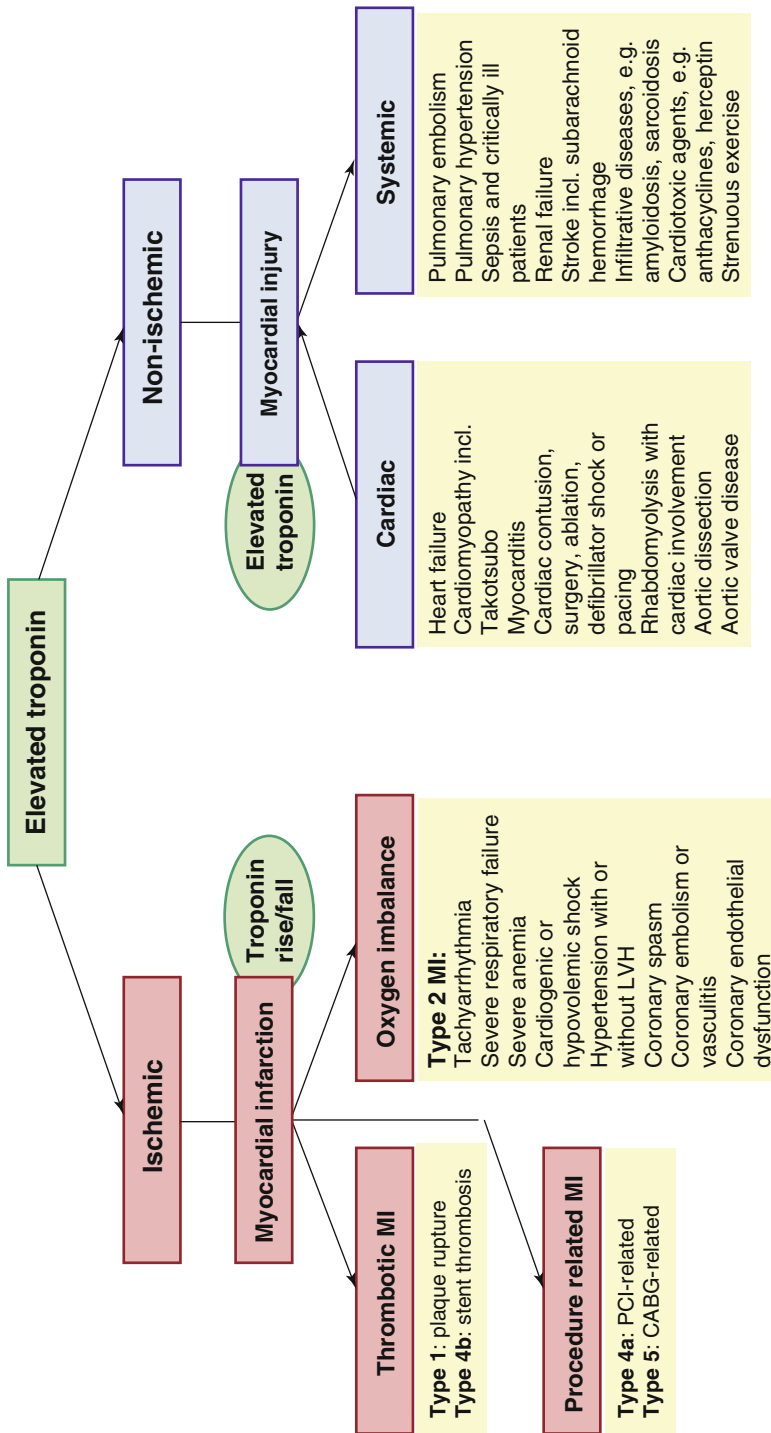 Elevated troponin
Ischemic
Non-ischemic
Myocardial infarction
Troponin
rise/fall
Elevated
troponin
Myocardial injury
Thrombotic MI
Type 1: plaque rupture
Type 4b: stent thrombosis
Procedure related MI
Type 4a: PCI-related
Type 5: CABG-related
Oxygen imbalance
Type 2 MI:
Tachyarrhythmia
Severe respiratory failure
Severe anemia
Cardiogenic or
hypovolemic shock
Hypertension with or
without LVH
Coronary spasm
Coronary embolism or
vasculitis
Coronary endothelial
dysfunction
Cardiac
Heart failure
Cardiomyopathy incl.
Takotsubo
Myocarditis
Cardiac contusion,
surgery, ablation,
defibrillator shock or
pacing
Rhabdomyolysis with
cardiac involvement
Aortic dissection
Aortic valve disease
Systemic
Pulmonary embolism
Pulmonary hypertension
Sepsis and critically ill
patients
Renal failure
Stroke incl. subarachnoid
hemorrhage
Infiltrative diseases, e.g.
amyloidosis, sarcoidosis
Cardiotoxic agents, e.g.
anthacyclines, herceptin
Strenuous exercise